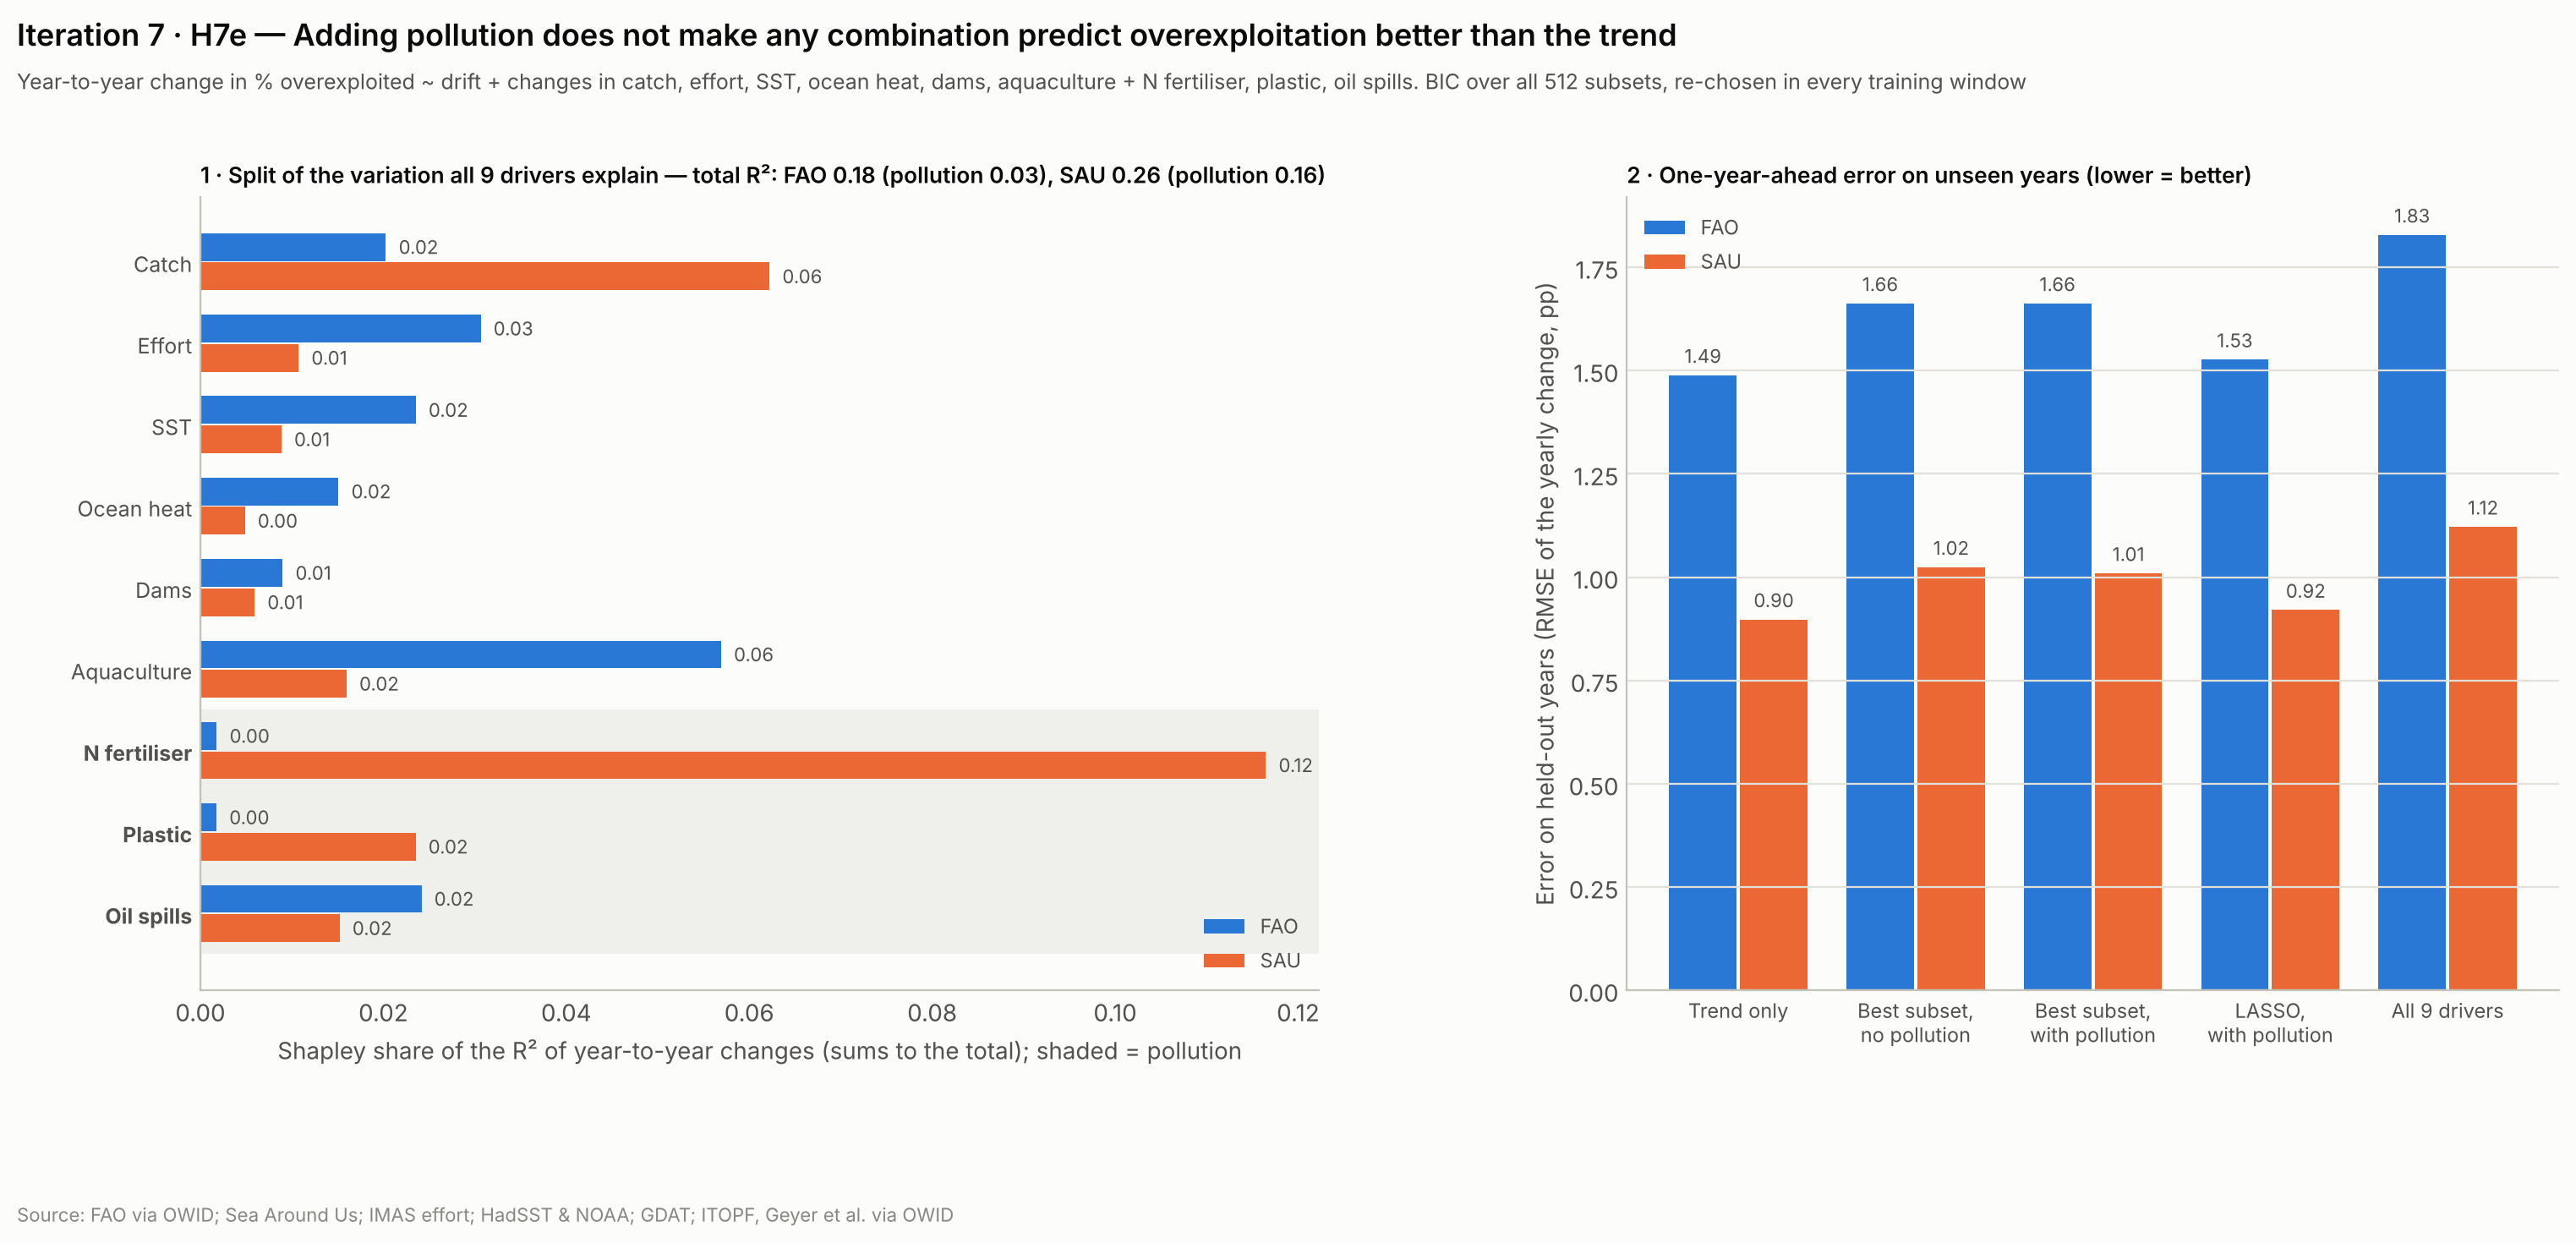 Iteration 7 · H7e — Adding pollution does not make any combination predict overexploitation better than the trend
Year-to-year change in % overexploited ~ drift + changes in catch, effort, SST, ocean heat, dams, aquaculture + N fertiliser, plastic, oil spills. BIC over all 512 subsets, re-chosen in every training window
1 · Split of the variation all 9 drivers explain — total R²: FAO 0.18 (pollution 0.03), SAU 0.26 (pollution 0.16)
Catch
0.02
0.06
Effort
0.03
0.01
SST
0.02
0.01
Ocean heat
0.02
0.00
Dams
0.01
0.01
Aquaculture
0.06
0.02
N fertiliser
0.00
0.12
Plastic
0.00
0.02
Oil spills
0.02
0.02
FAO
SAU
0.00 0.02 0.04 0.06 0.08 0.10 0.12
Shapley share of the R² of year-to-year changes (sums to the total); shaded = pollution
2 · One-year-ahead error on unseen years (lower = better)
FAO
SAU
Error on held-out years (RMSE of the yearly change, pp)
1.75
1.50
1.25
1.00
0.75
0.50
0.25
0.00
1.49
0.90
1.66
1.02
1.66
1.01
1.53
0.92
1.83
1.12
Trend only
Best subset,
no pollution
Best subset,
with pollution
LASSO,
with pollution
All 9 drivers
Source: FAO via OWID; Sea Around Us; IMAS effort; HadSST & NOAA; GDAT; ITOPF, Geyer et al. via OWID